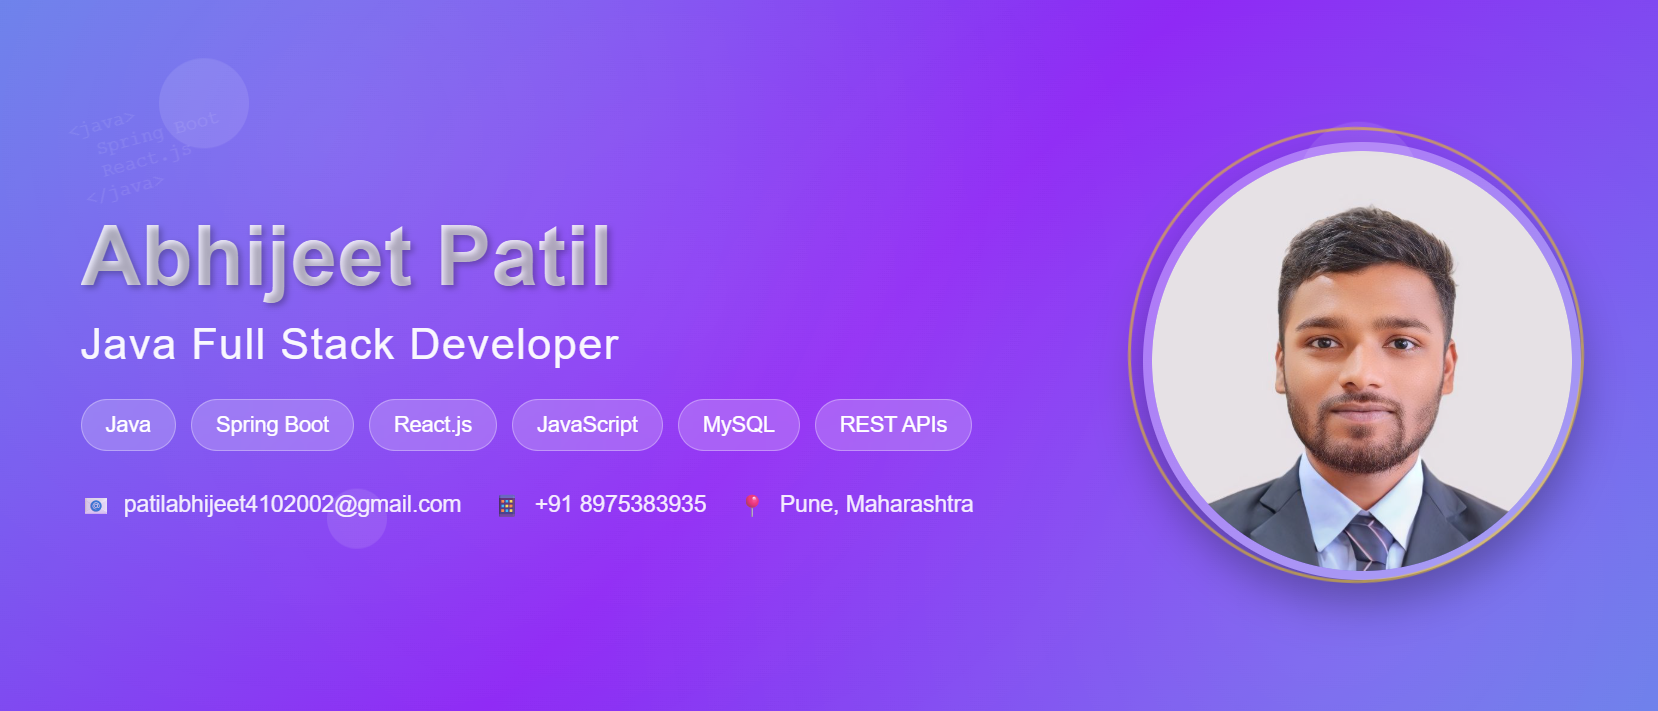 <java>
Spring Boot
React.js
</java>
Abhijeet Patil
Java Full Stack Developer
Java Spring Boot React.js JavaScript MySQL REST APIs
patilabhijeet4102002@gmail.com +91 8975383935 Pune, Maharashtra